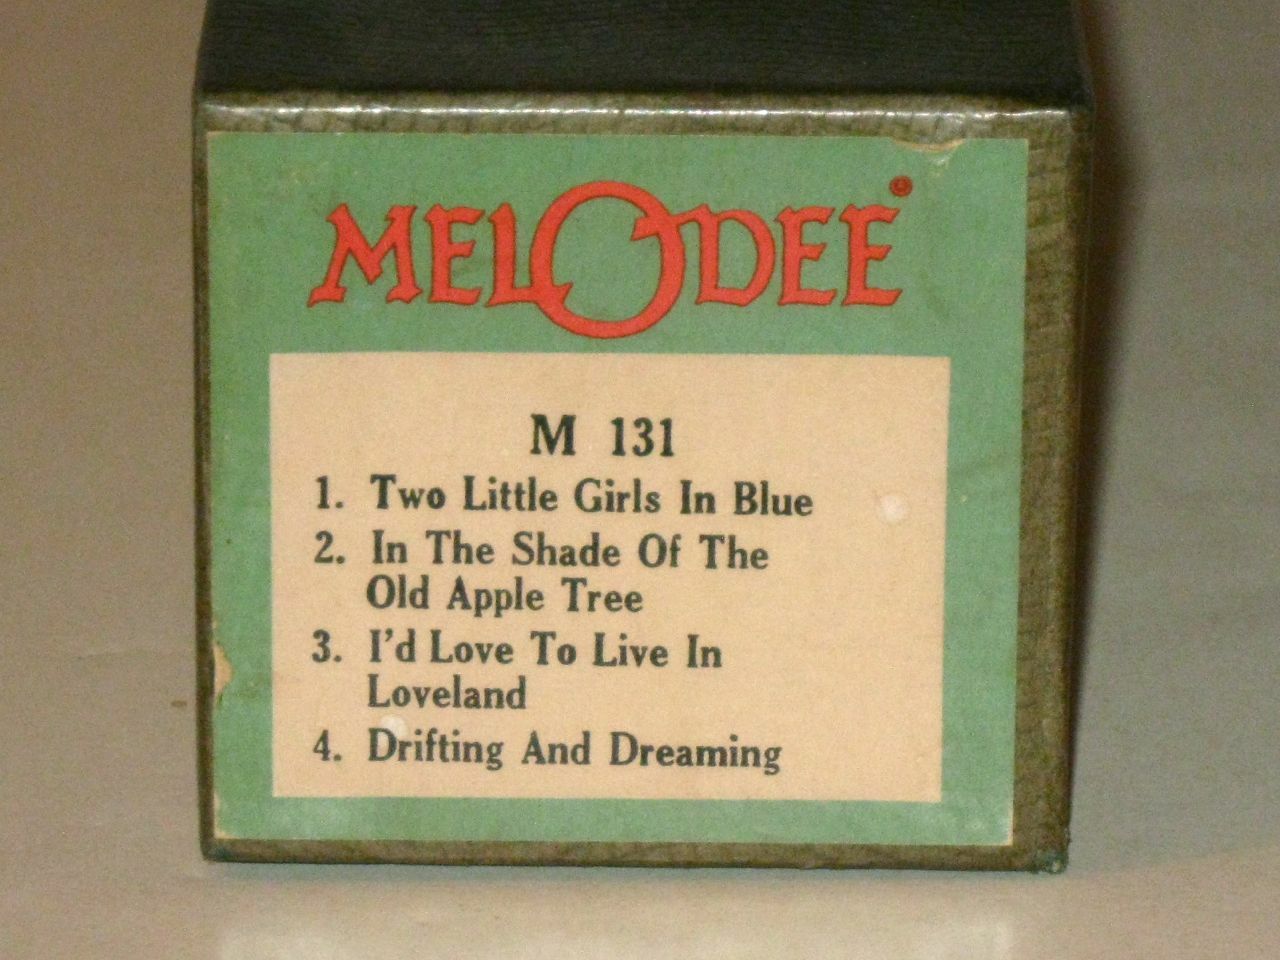 MELODEE
M 131
1. Two Little Girls In Blue
2. In The Shade Of The
Old Apple Tree
3. I'd Love To Live In
Loveland
4. Drifting And Dreaming